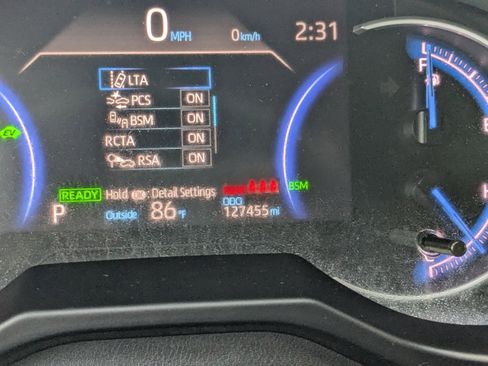 0 MPH 0 km/h 2:31
LTA
PCS ON
BSM ON
RCTA ON
RSA ON
READY Hold : Detail Settings BSM
P Outside 86 °F ODO 127455 mi
EV
F
H